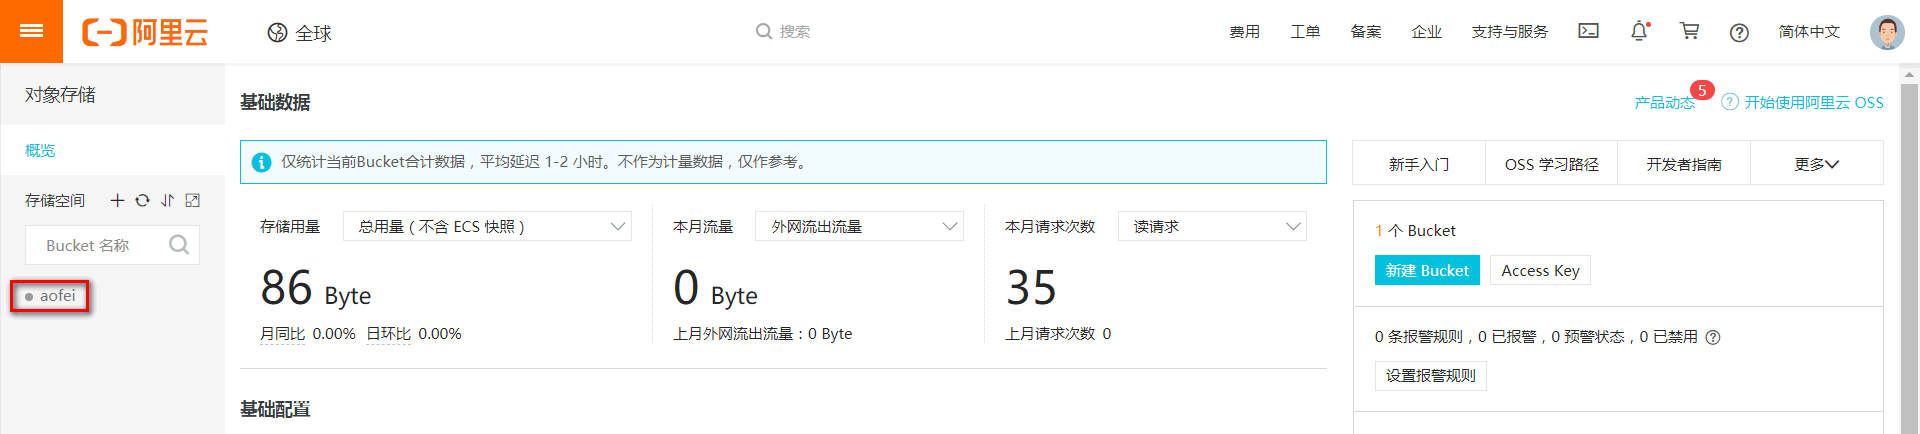 阿里云 全球 搜索 费用 工单 备案 企业 支持与服务 简体中文
对象存储
概览
存储空间
Bucket 名称
aofei
基础数据
产品动态 5 开始使用阿里云 OSS
仅统计当前Bucket合计数据，平均延迟 1-2 小时。不作为计量数据，仅作参考。
存储用量 总用量（不含 ECS 快照） 本月流量 外网流出流量 本月请求次数 读请求
86 Byte 0 Byte 35
月同比 0.00% 日环比 0.00% 上月外网流出流量：0 Byte 上月请求次数 0
基础配置
新手入门 OSS 学习路径 开发者指南 更多
1 个 Bucket
新建 Bucket Access Key
0 条报警规则，0 已报警，0 预警状态，0 已禁用
设置报警规则